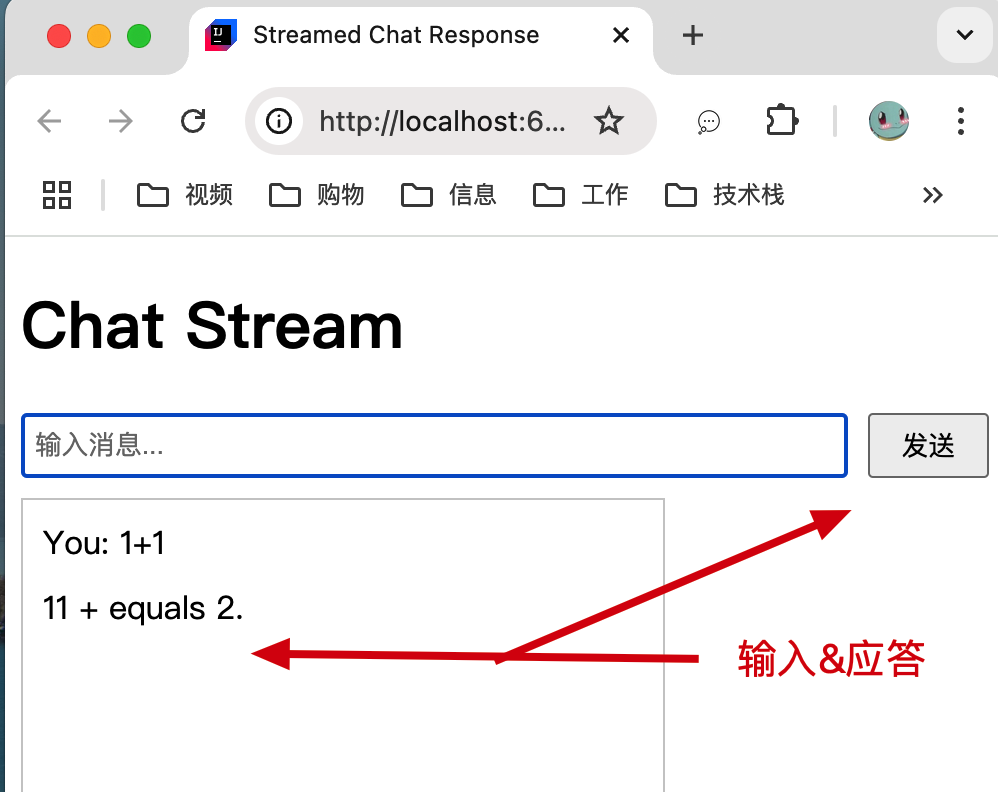 Streamed Chat Response
http://localhost:6...
视频 购物 信息 工作 技术栈
Chat Stream
输入消息...
发送
You: 1+1
11 + equals 2.
输入&应答